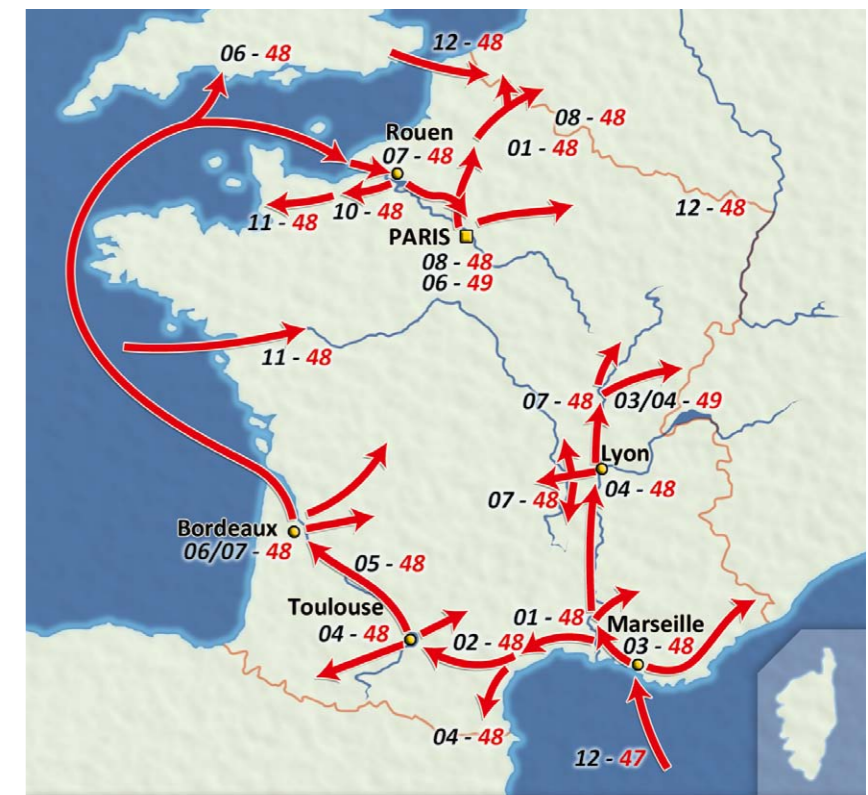 12 - 48
06 - 48
08 - 48
Rouen
07 - 48
01 - 48
12 - 48
10 - 48
11 - 48
PARIS
08 - 48
06 - 49
11 - 48
07 - 48
03/04 - 49
Lyon
04 - 48
07 - 48
Bordeaux
06/07 - 48
05 - 48
Toulouse
04 - 48
01 - 48
02 - 48
Marseille
03 - 48
04 - 48
12 - 47